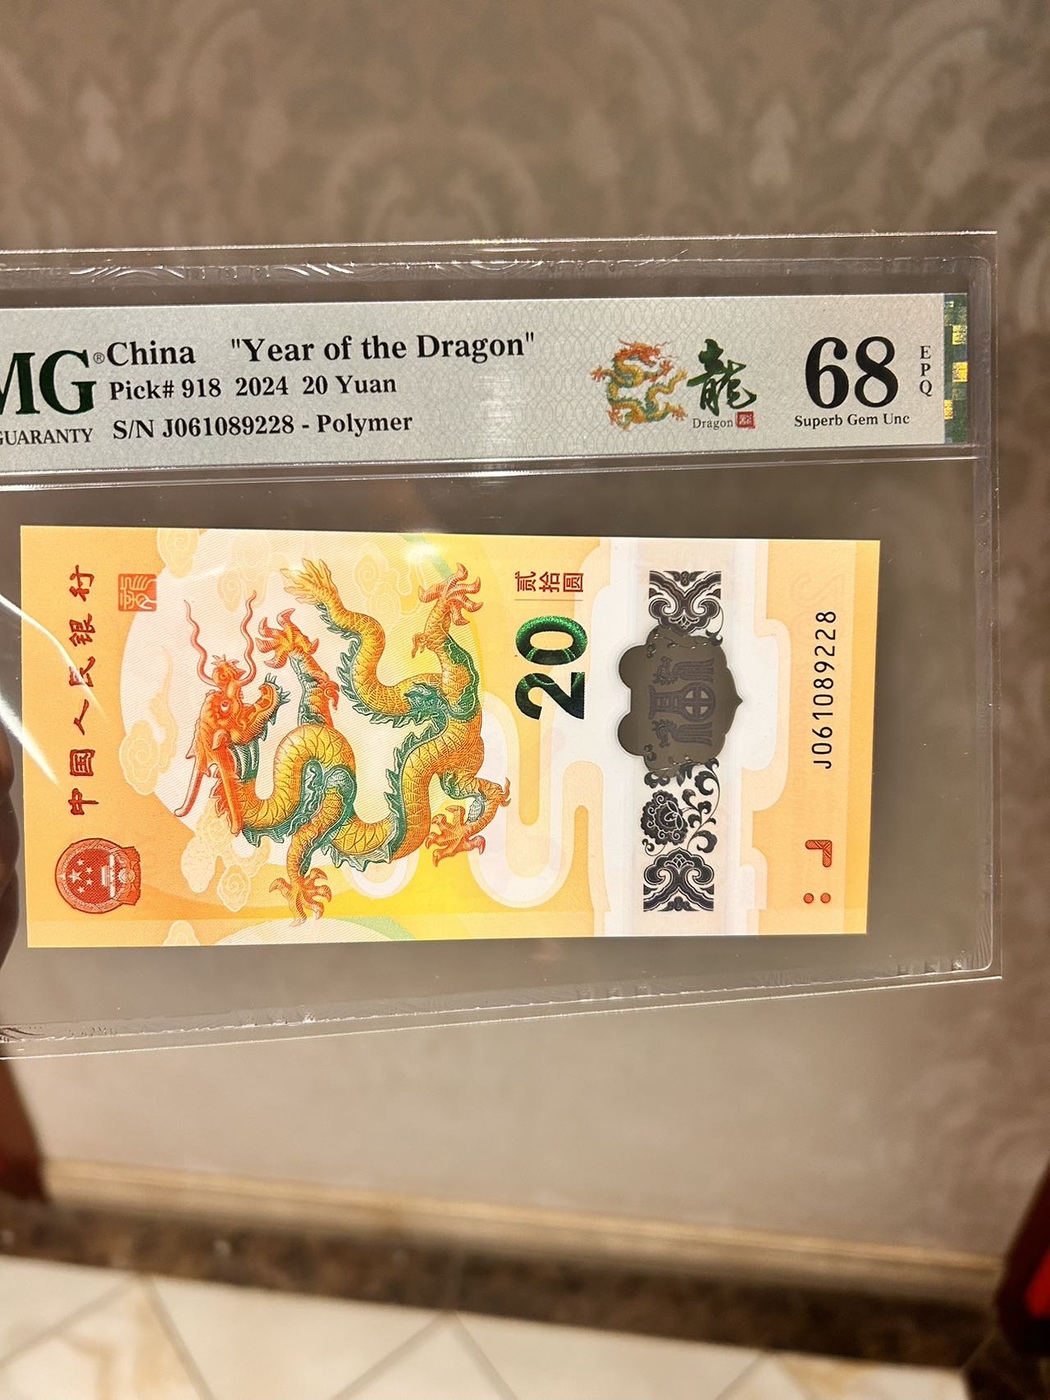 MG®
GUARANTY
China "Year of the Dragon"
Pick# 918 2024 20 Yuan
S/N J061089228 - Polymer
龍
Dragon
68
EPQ
Superb Gem Unc
中国人民银行
贰拾圆
20
J061089228